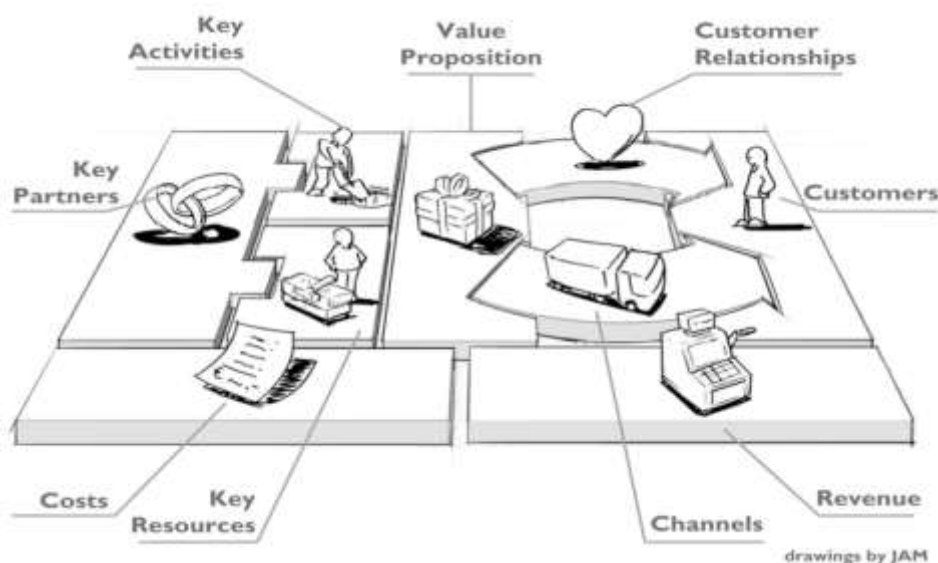 Key
Activities
Value
Proposition
Customer
Relationships
Key
Partners
Customers
Costs
Key
Resources
Channels
Revenue
drawings by JAM